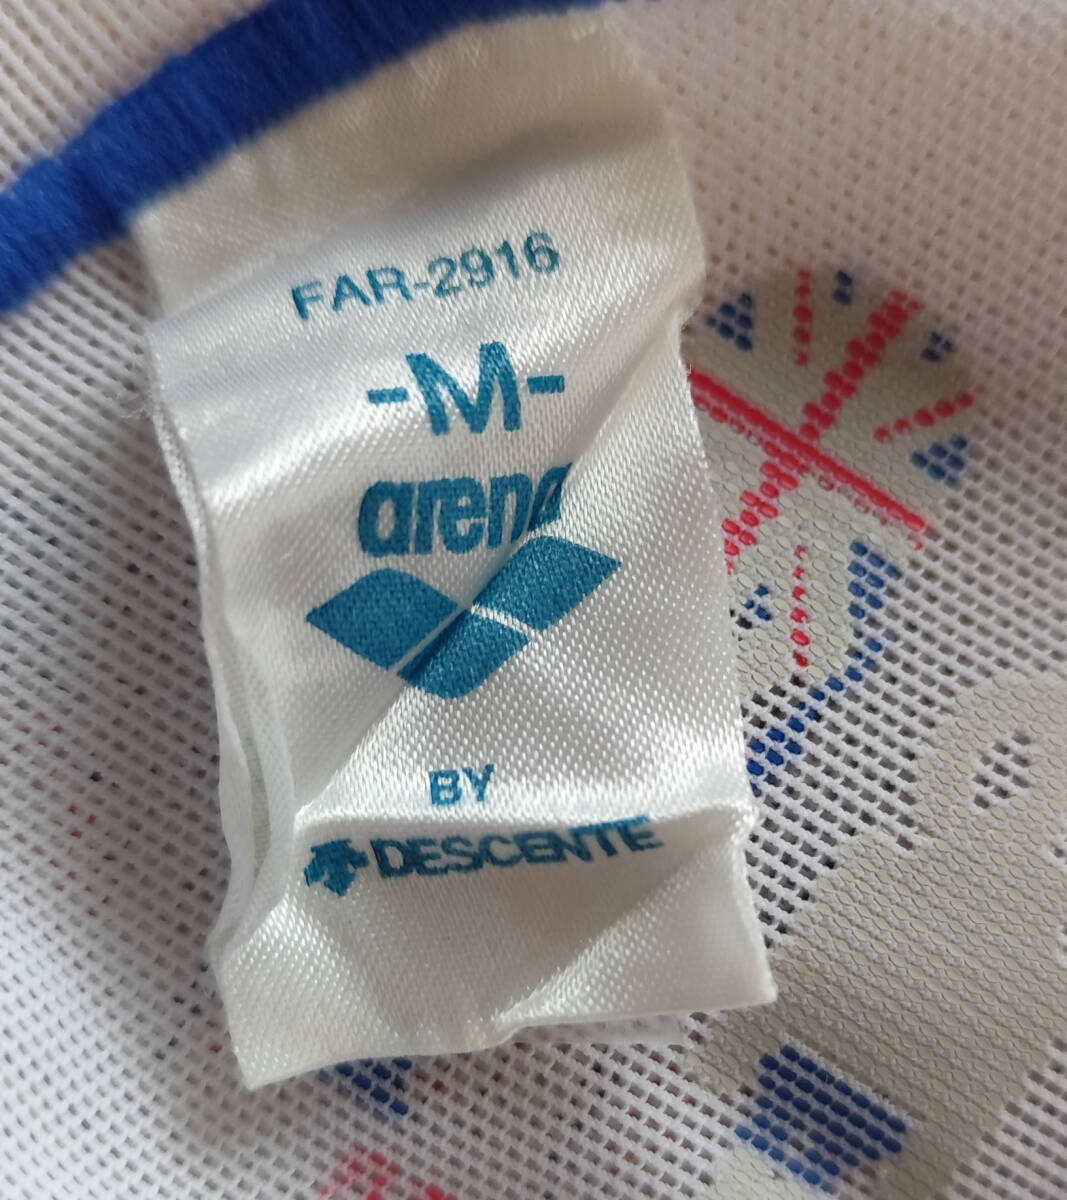 FAR-2916
-M-
arena
BY
DESCENTE